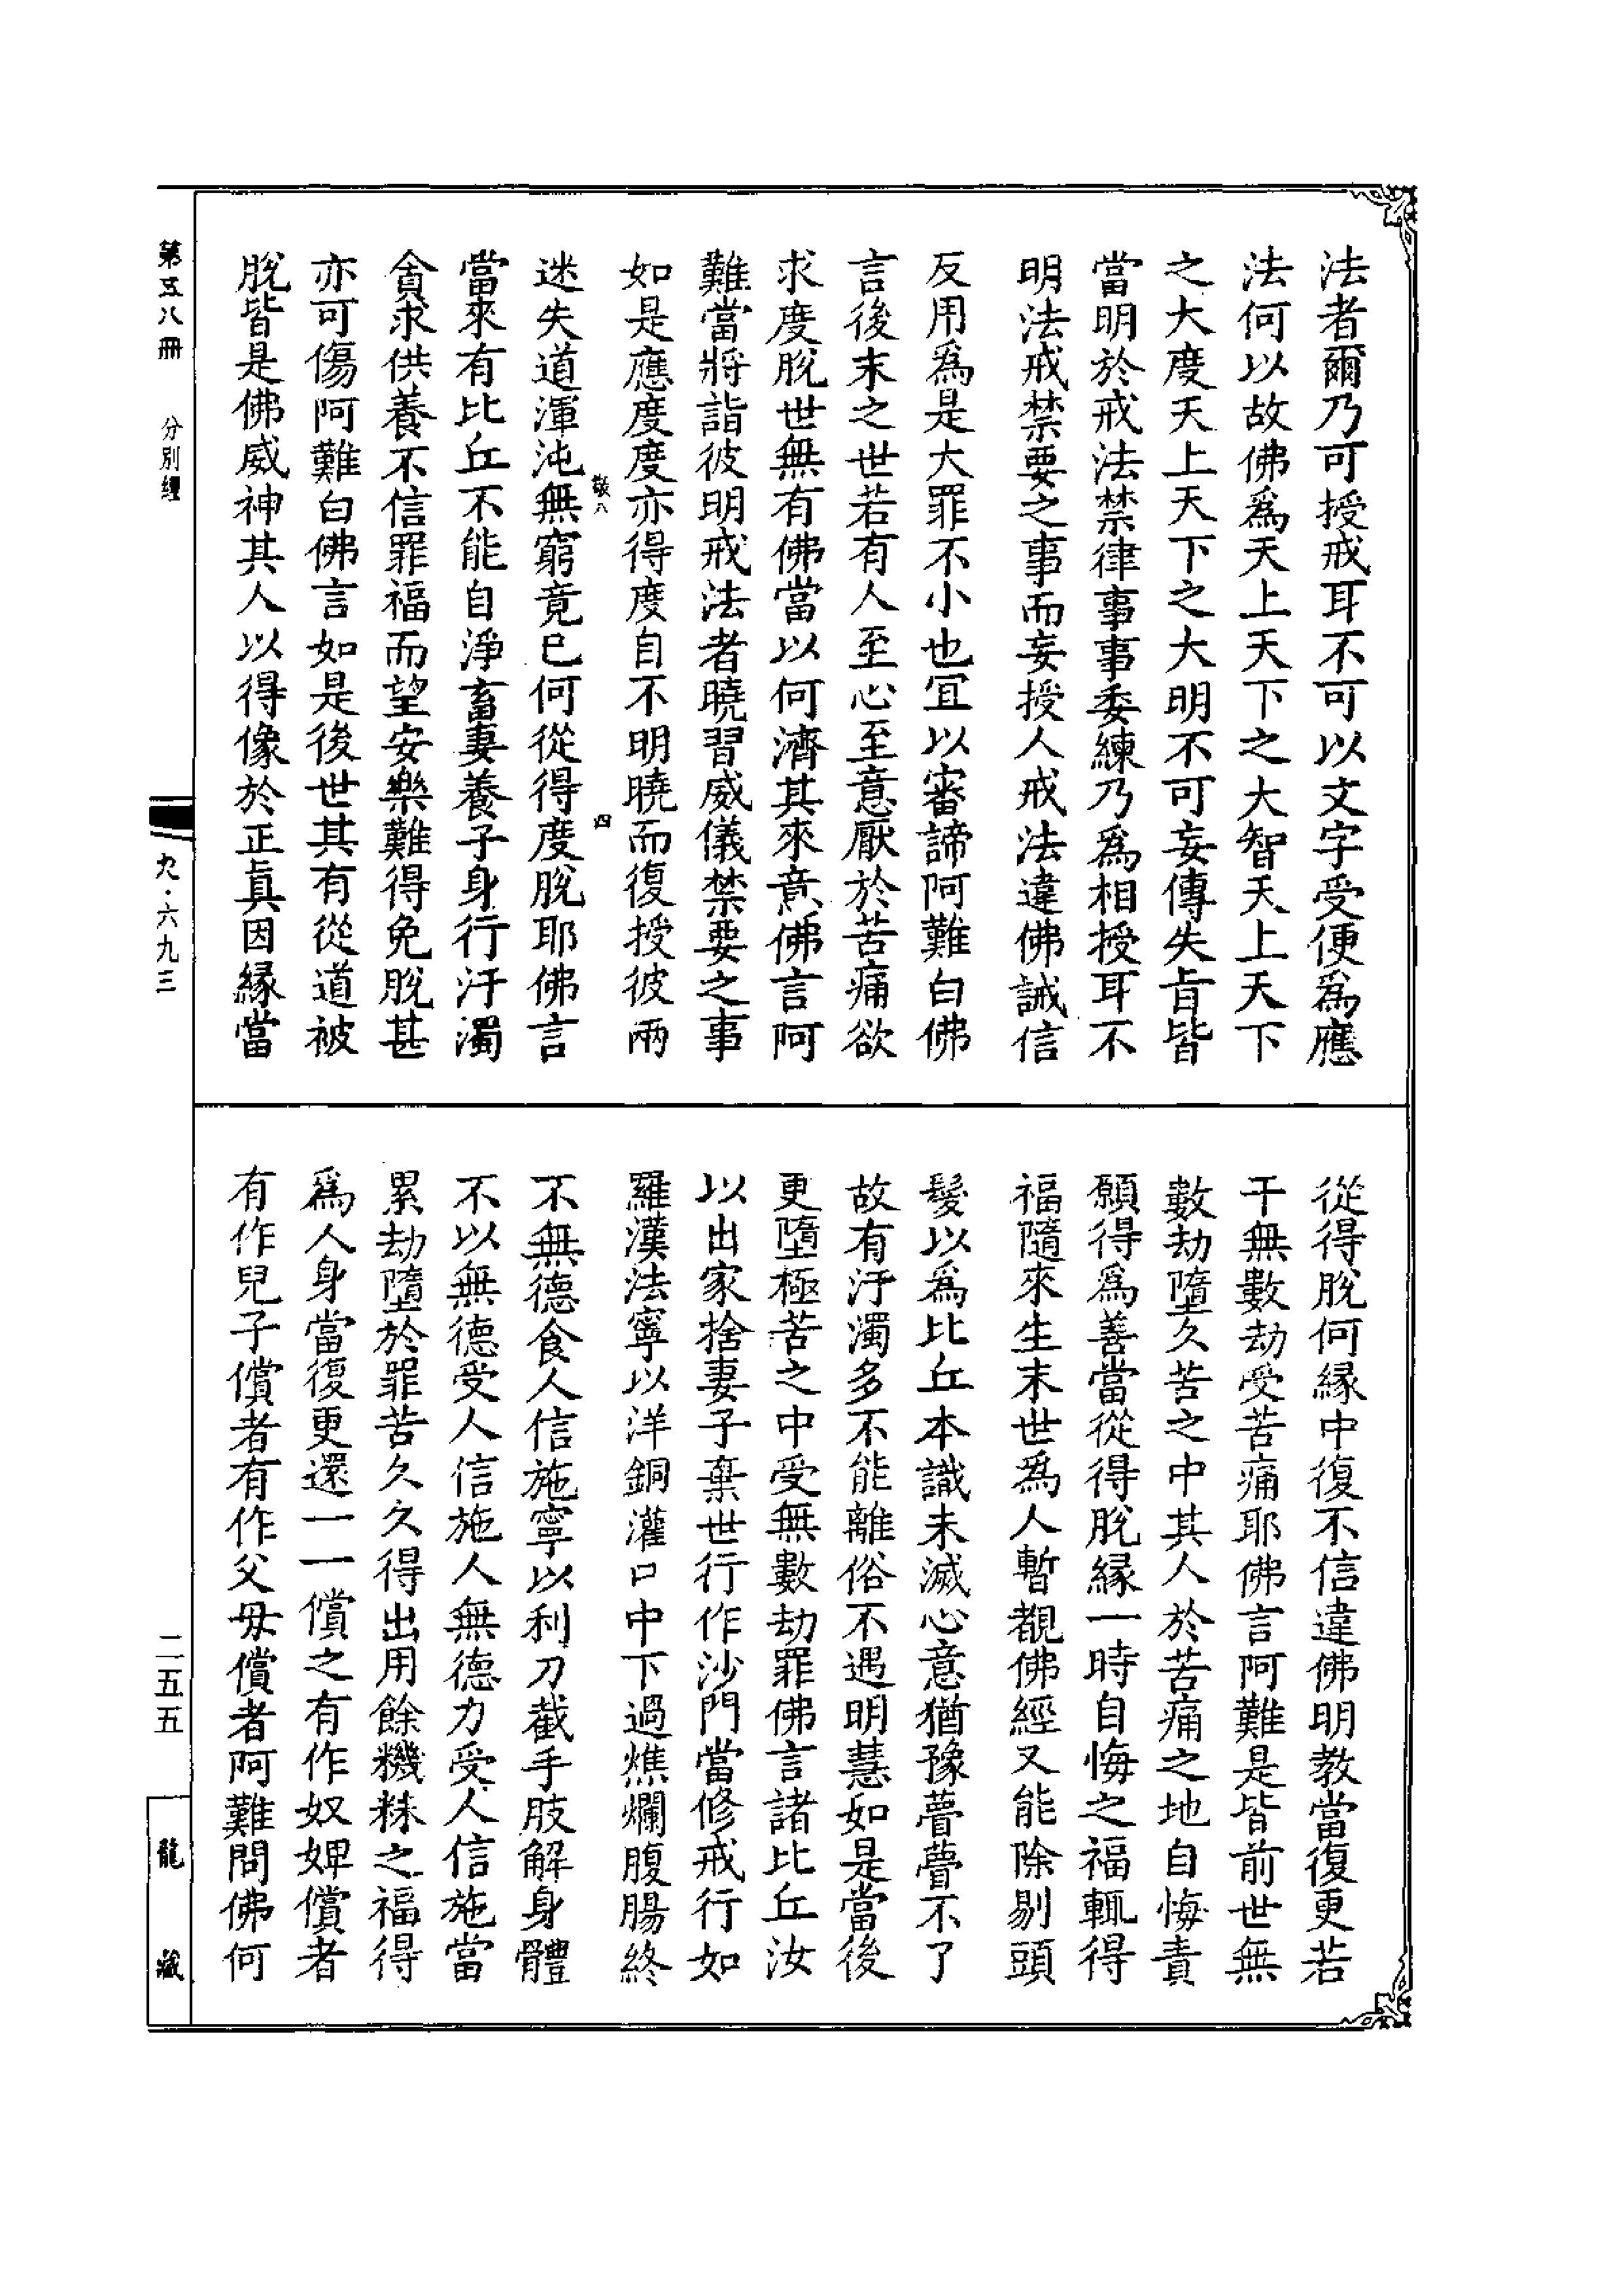 法者爾乃可授戒耳不可以文字受便爲應
法何以故佛爲天上天下之大智天上天下
之大度天上天下之大明不可妄傳失旨皆
當明於戒法禁律事事委練乃爲相授耳不
明法戒禁要之事而妄授人戒法違佛誡信
反用爲是大罪不小也宜以審諦阿難白佛
言後末之世若有人至心至意厭於苦痛欲
求度脫世無有佛當以何濟其來意佛言阿
難當將詣彼明戒法者曉習威儀禁要之事
如是應度度亦得度自不明曉而復授彼兩
敬八 四
迷失道渾沌無窮竟已何從得度脫耶佛言
當來有比丘不能自淨畜妻養子身行汙濁
貪求供養不信罪福而望安樂難得免脫甚
亦可傷阿難白佛言如是後世其有從道被
脫皆是佛威神其人以得像於正眞因緣當
從得脫何緣中復不信違佛明教當復更若
干無數劫受苦痛耶佛言阿難是皆前世無
數劫墮久苦之中其人於苦痛之地自悔責
願得爲善當從得脫緣一時自悔之福輒得
福隨來生末世爲人暫覩佛經又能除剔頭
髮以爲比丘本識未滅心意猶豫瞢瞢不了
故有汙濁多不能離俗不遇明慧如是當後
更墮極苦之中受無數劫罪佛言諸比丘汝
以出家捨妻子棄世行作沙門當修戒行如
羅漢法寧以洋銅灌口中下過燋爛腹腸終
不無德食人信施寧以利刀截手肢解身體
不以無德受人信施人無德力受人信施當
累劫墮於罪苦久久得出用餘糠粖之福得
爲人身當復更還一一償之有作奴婢償者
有作兒子償者有作父母償者阿難問佛何
第五八冊 分別經
九·六九三
二五五
龍藏